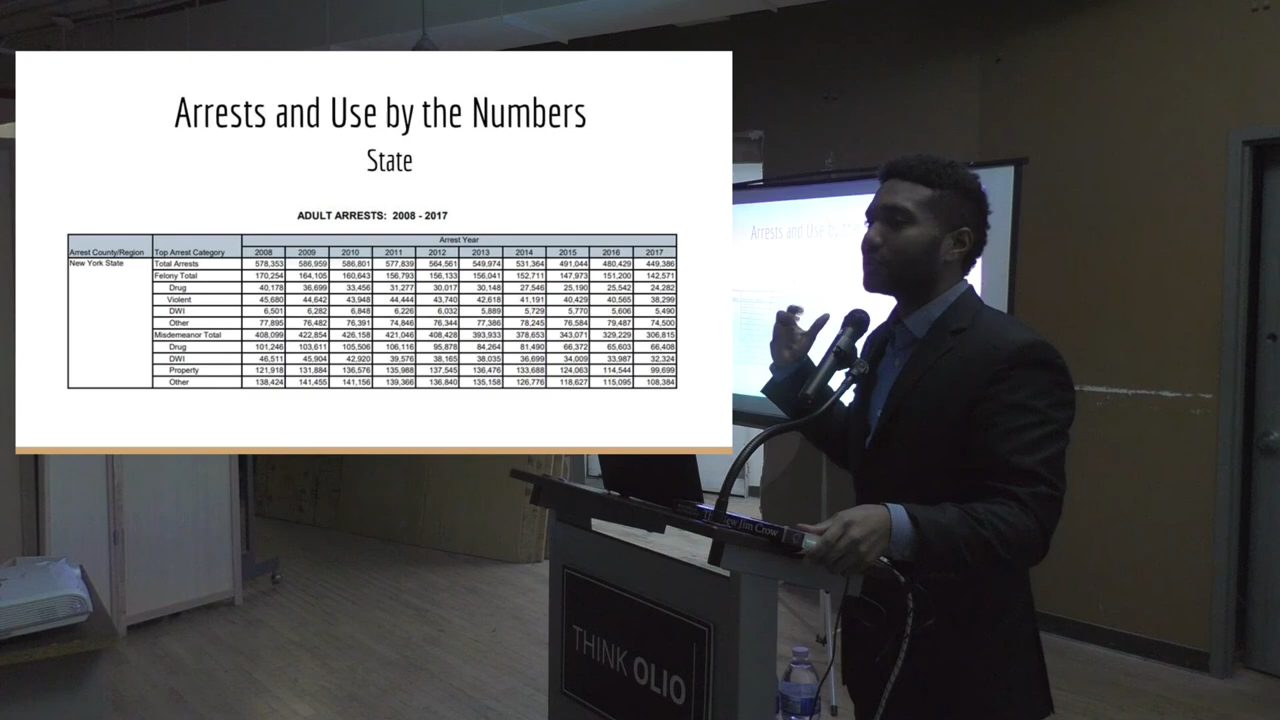 Arrests and Use by the Numbers
State
ADULT ARRESTS: 2008 - 2017
Arrest County/Region Top Arrest Category Arrest Year
2008 2009 2010 2011 2012 2013 2014 2015 2016 2017
New York State Total Arrests 578,353 586,959 586,801 577,839 564,561 549,974 531,364 491,044 480,429 449,386
Felony Total 170,254 164,105 160,643 156,793 156,133 156,041 152,711 147,973 151,200 142,571
Drug 40,178 36,699 33,456 31,277 30,017 30,148 27,546 25,190 25,542 24,282
Violent 45,680 44,642 43,948 44,444 43,740 42,618 41,191 40,429 40,565 38,299
DWI 6,501 6,282 6,848 6,226 6,032 5,889 5,729 5,770 5,606 5,490
Other 77,895 76,482 76,391 74,846 76,344 77,386 78,245 76,584 79,487 74,500
Misdemeanor Total 408,099 422,854 426,158 421,046 408,428 393,933 378,653 343,071 329,229 306,815
Drug 101,246 103,611 105,506 106,116 95,878 84,264 81,490 66,372 65,603 66,408
DWI 46,511 45,904 42,920 39,576 38,165 38,035 36,699 34,009 33,987 32,324
Property 121,918 131,884 136,576 135,988 137,545 136,476 133,688 124,063 114,544 99,699
Other 138,424 141,455 141,156 139,366 136,840 135,158 126,776 118,627 115,095 108,384
Arrests and Use by the
Jim Crow
THINK OLIO